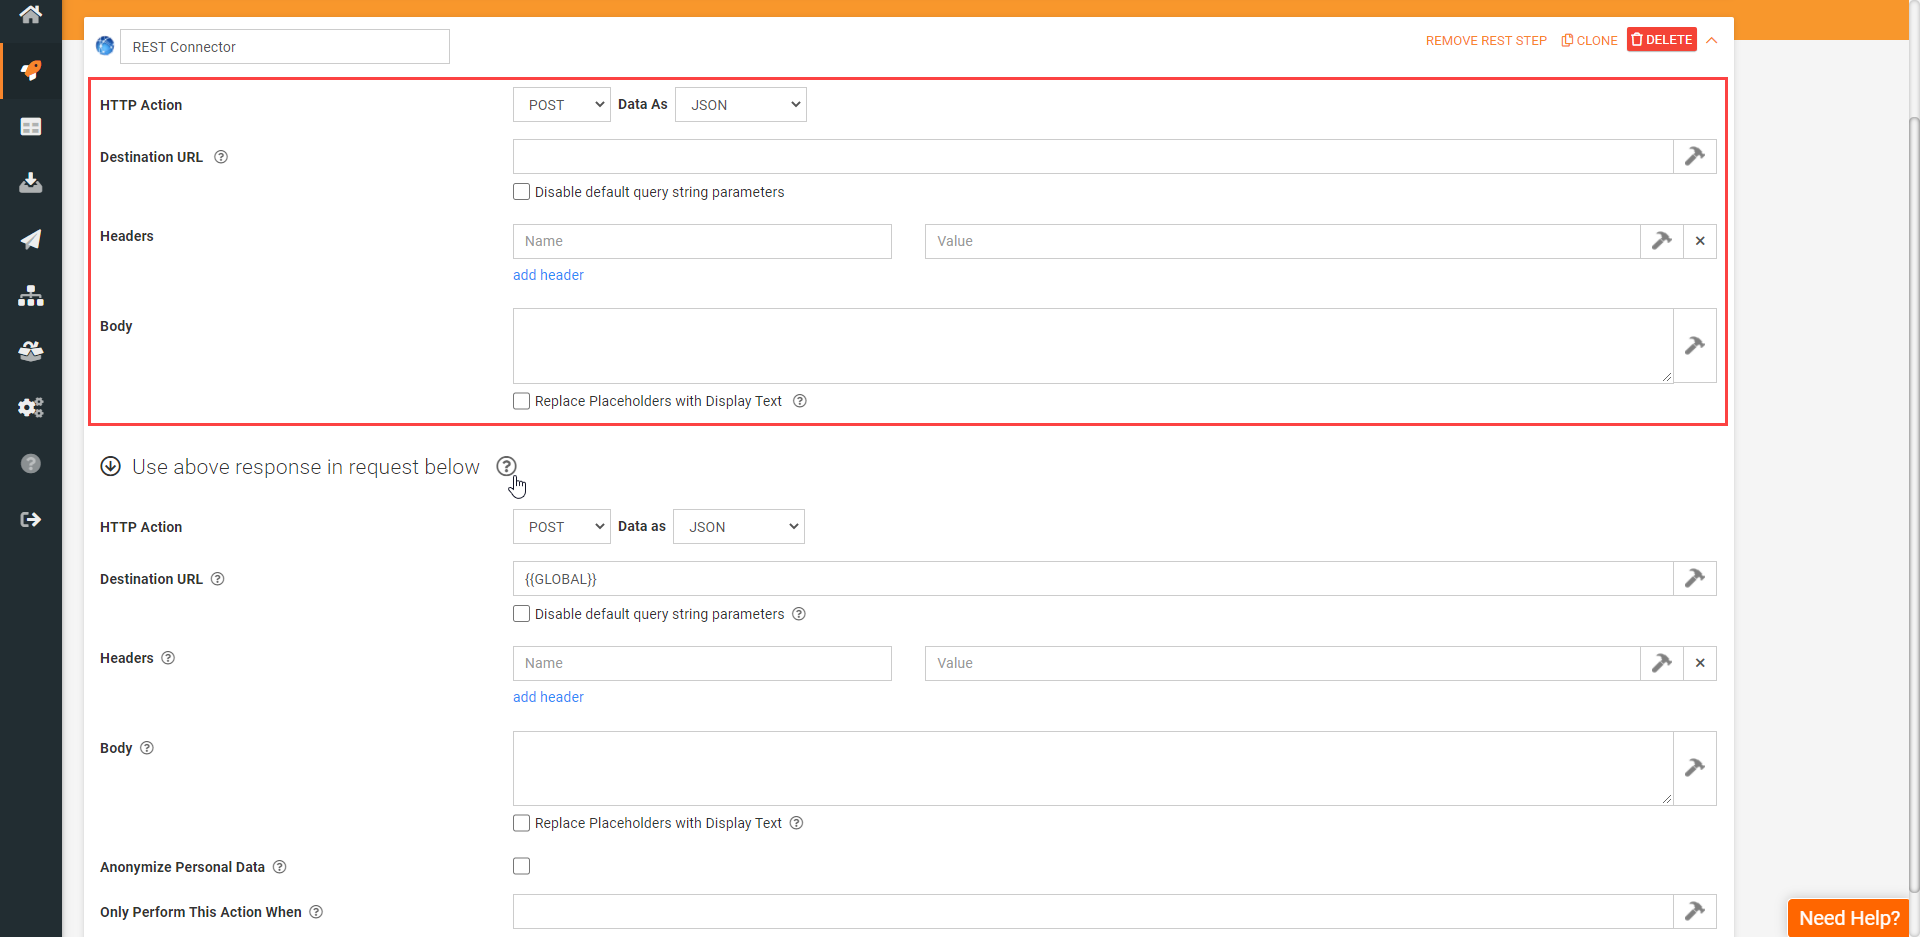 REST Connector
REMOVE REST STEP CLONE DELETE
HTTP Action POST Data As JSON
Destination URL ?
Disable default query string parameters
Headers Name Value ×
add header
Body
Replace Placeholders with Display Text ?
Use above response in request below ?
HTTP Action POST Data as JSON
Destination URL ? {{GLOBAL}}
Disable default query string parameters ?
Headers ? Name Value ×
add header
Body ?
Replace Placeholders with Display Text ?
Anonymize Personal Data ?
Only Perform This Action When ?
Need Help?